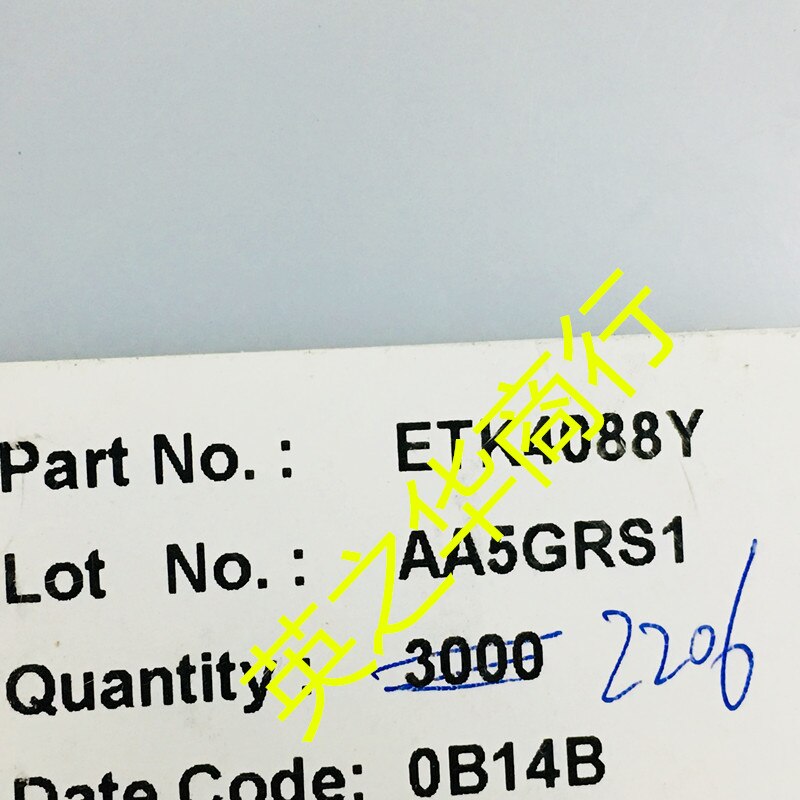 Part No. : ETK4088Y
Lot No. : AA5GRS1
Quantity : 3000 2206
Date Code: 0B14B
英之华商行